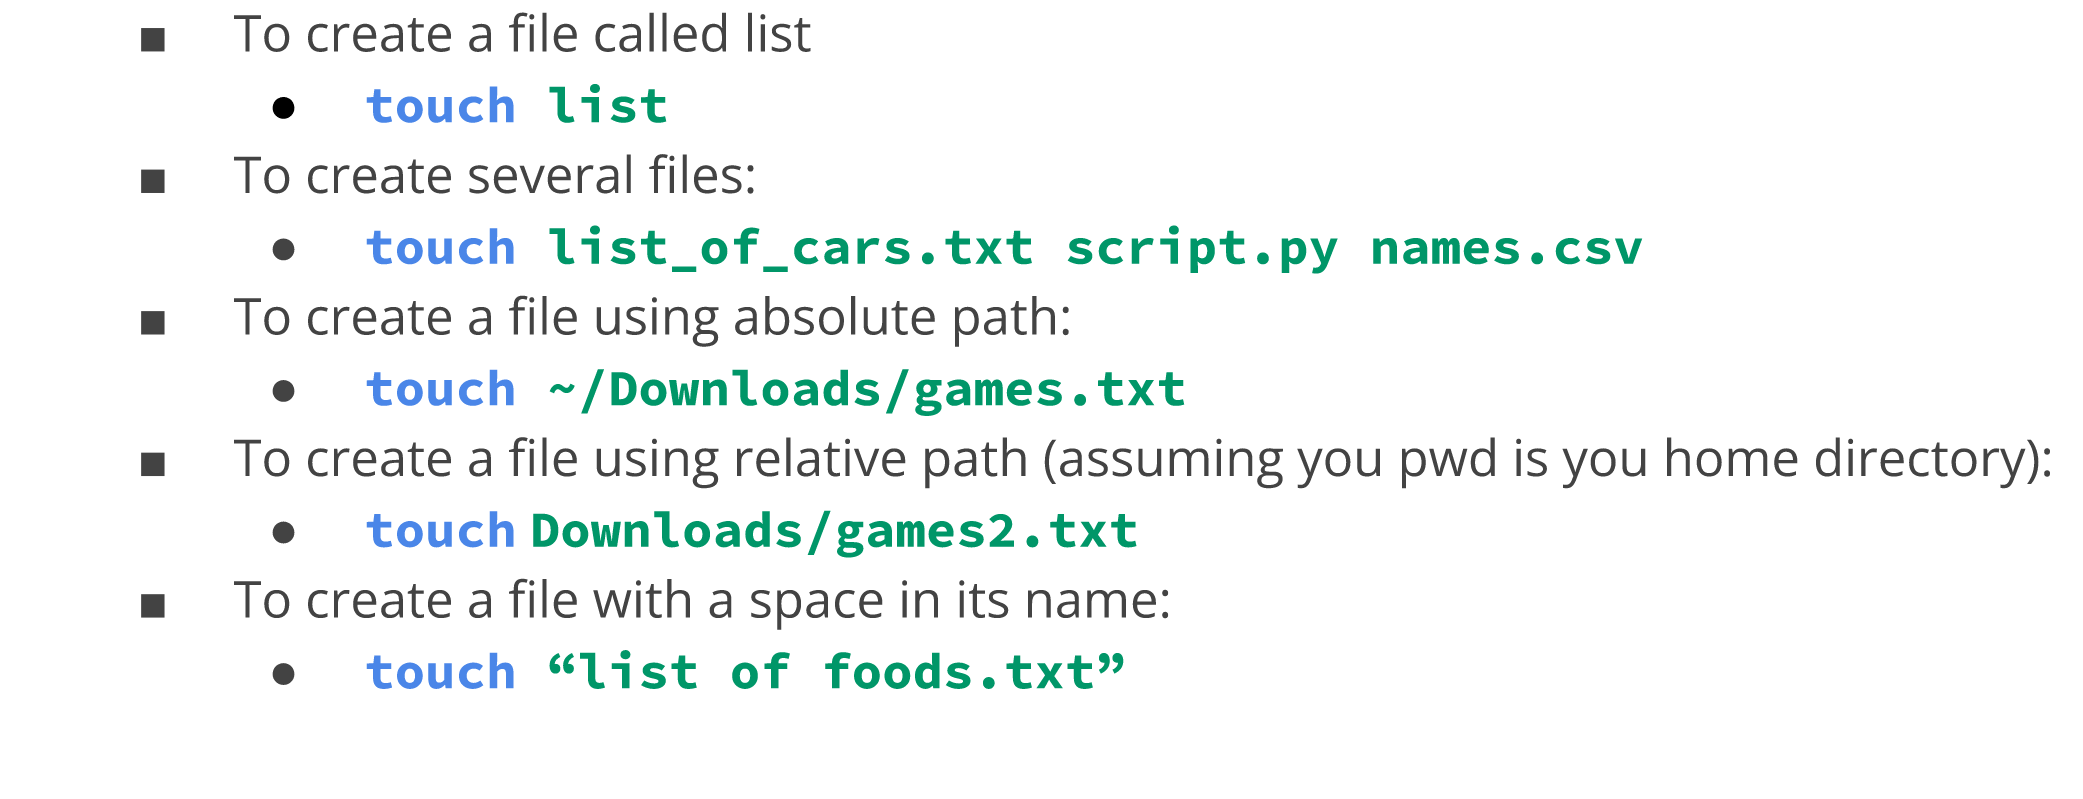 ■ To create a file called list
● touch list
■ To create several files:
● touch list_of_cars.txt script.py names.csv
■ To create a file using absolute path:
● touch ~/Downloads/games.txt
■ To create a file using relative path (assuming you pwd is you home directory):
● touch Downloads/games2.txt
■ To create a file with a space in its name:
● touch “list of foods.txt”